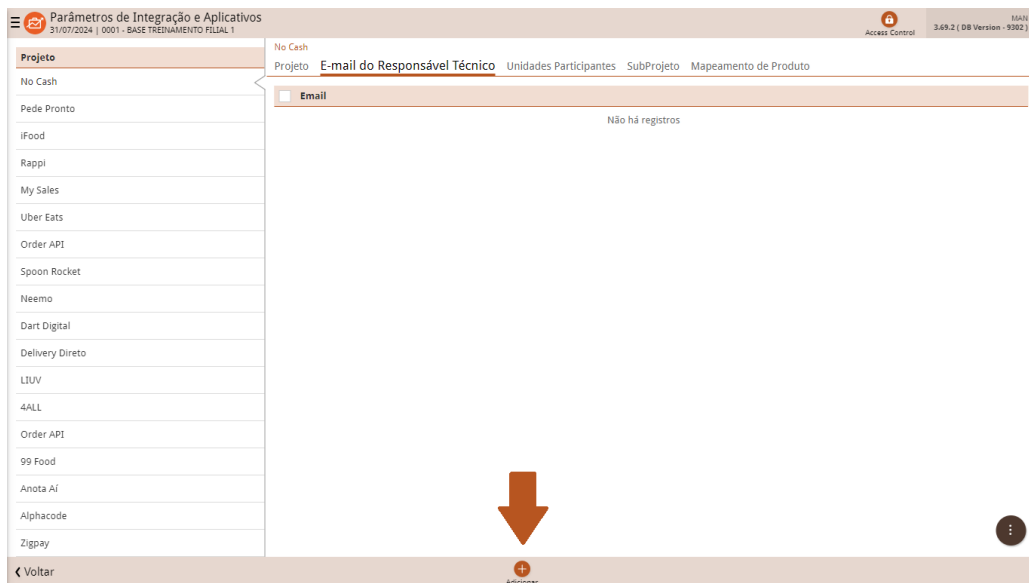 Parâmetros de Integração e Aplicativos
31/07/2024 | 0001 - BASE TREINAMENTO FILIAL 1
Access Control
MAN
3.69.2 ( DB Version - 9302 )
Projeto
No Cash
Pede Pronto
iFood
Rappi
My Sales
Uber Eats
Order API
Spoon Rocket
Neemo
Dart Digital
Delivery Direto
LIUV
4ALL
Order API
99 Food
Anota Aí
Alphacode
Zigpay
No Cash
Projeto E-mail do Responsável Técnico Unidades Participantes SubProjeto Mapeamento de Produto
Email
Não há registros
Voltar
Adicionar